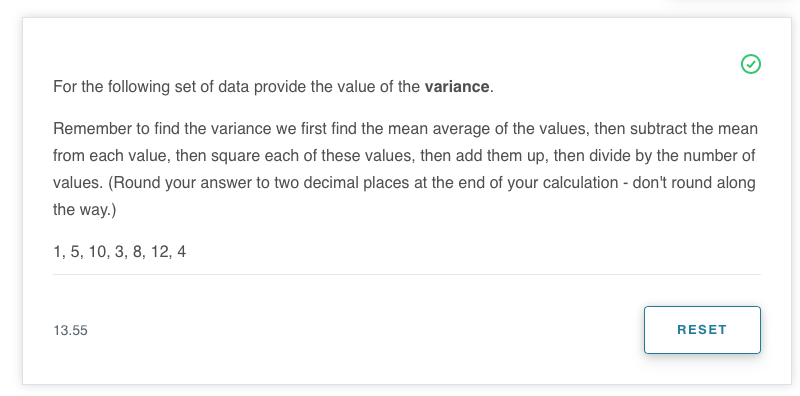 For the following set of data provide the value of the variance.
Remember to find the variance we first find the mean average of the values, then subtract the mean
from each value, then square each of these values, then add them up, then divide by the number of
values. (Round your answer to two decimal places at the end of your calculation - don't round along
the way.)
1, 5, 10, 3, 8, 12, 4
13.55
RESET